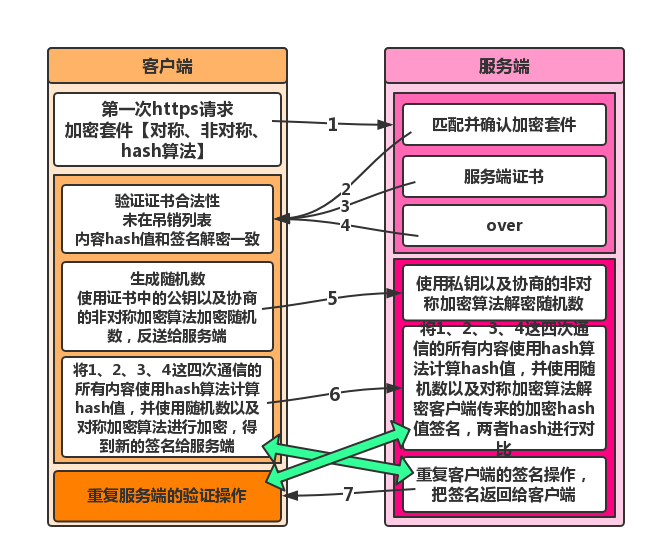 客户端
第一次https请求
加密套件【对称、非对称、
hash算法】
验证证书合法性
未在吊销列表
内容hash值和签名解密一致
生成随机数
使用证书中的公钥以及协商
的非对称加密算法加密随机
数，反送给服务端
将1、2、3、4这四次通信的
所有内容使用hash算法计算
hash值，并使用随机数以及
对称加密算法进行加密，得
到新的签名给服务端
重复服务端的验证操作
1
2
3
4
5
6
7
服务端
匹配并确认加密套件
服务端证书
over
使用私钥以及协商的非对
称加密算法解密随机数
将1、2、3、4这四次通
信的所有内容使用hash算
法计算hash值，并使用随
机数以及对称加密算法解
密客户端传来的加密hash
值签名，两者hash进行对
比
重复客户端的签名操作，
把签名返回给客户端